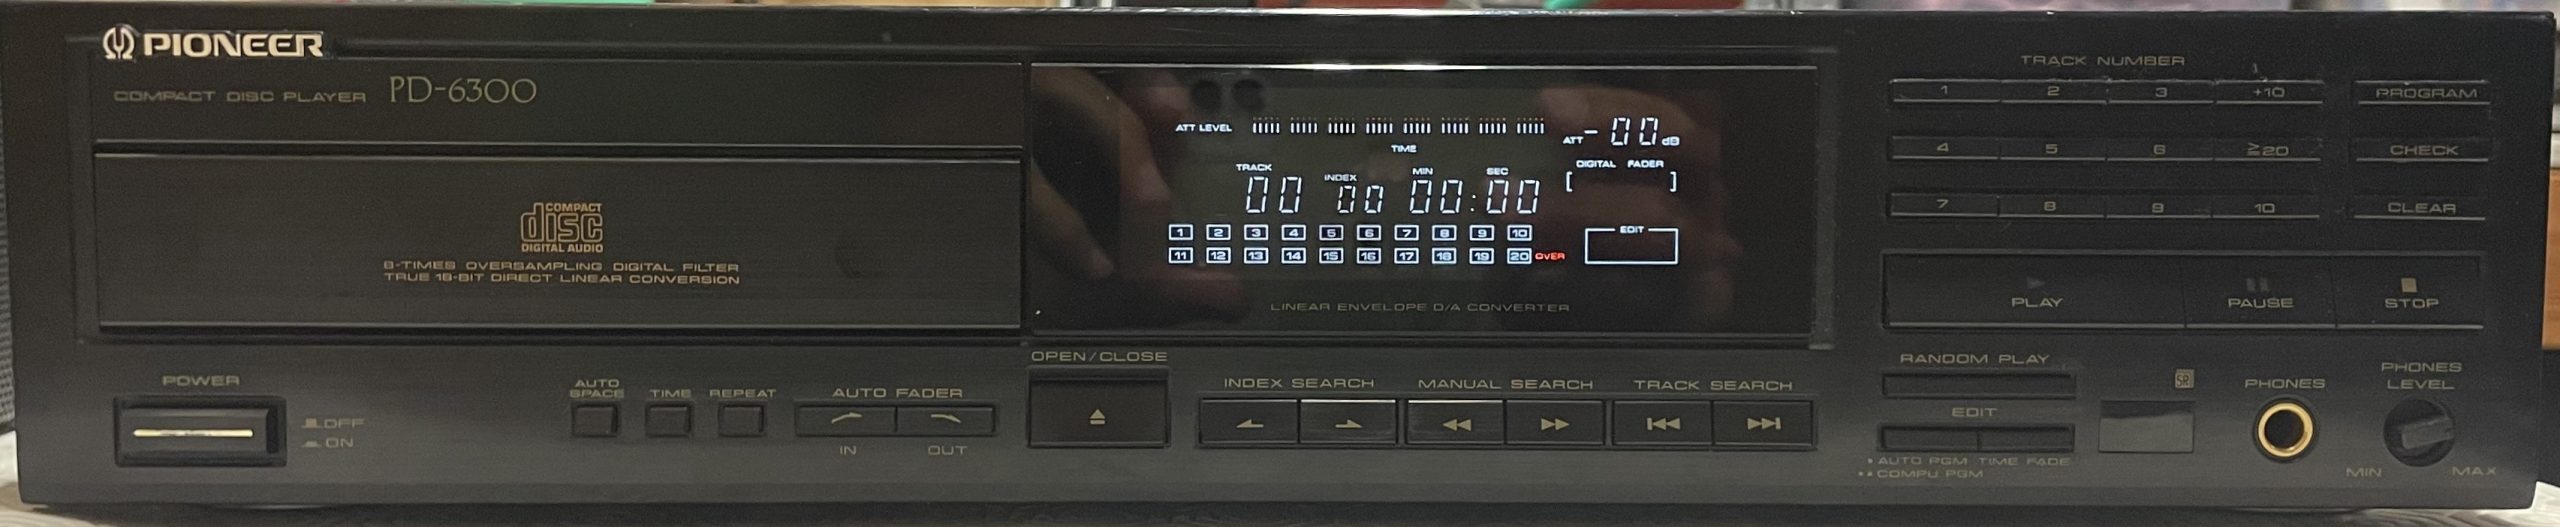 PIONEER
COMPACT DISC PLAYER PD-6300
COMPACT
disc
DIGITAL AUDIO
8-TIMES OVERSAMPLING DIGITAL FILTER
TRUE 18-BIT DIRECT LINEAR CONVERSION
POWER
OFF
ON
AUTO SPACE
TIME
REPEAT
AUTO FADER
IN OUT
ATT LEVEL
ATT -00 dB
TIME
TRACK INDEX MIN SEC
00 00 00:00
DIGITAL FADER
[ ]
1 2 3 4 5 6 7 8 9 10
11 12 13 14 15 16 17 18 19 20 OVER
EDIT
LINEAR ENVELOPE D/A CONVERTER
OPEN/CLOSE
INDEX SEARCH
MANUAL SEARCH
TRACK SEARCH
TRACK NUMBER
1 2 3 +10 PROGRAM
4 5 6 ≧20 CHECK
7 8 9 10 CLEAR
PLAY PAUSE STOP
RANDOM PLAY
EDIT
• AUTO PGM TIME FADE
•• COMPU PGM
SR
PHONES
PHONES
LEVEL
MIN MAX